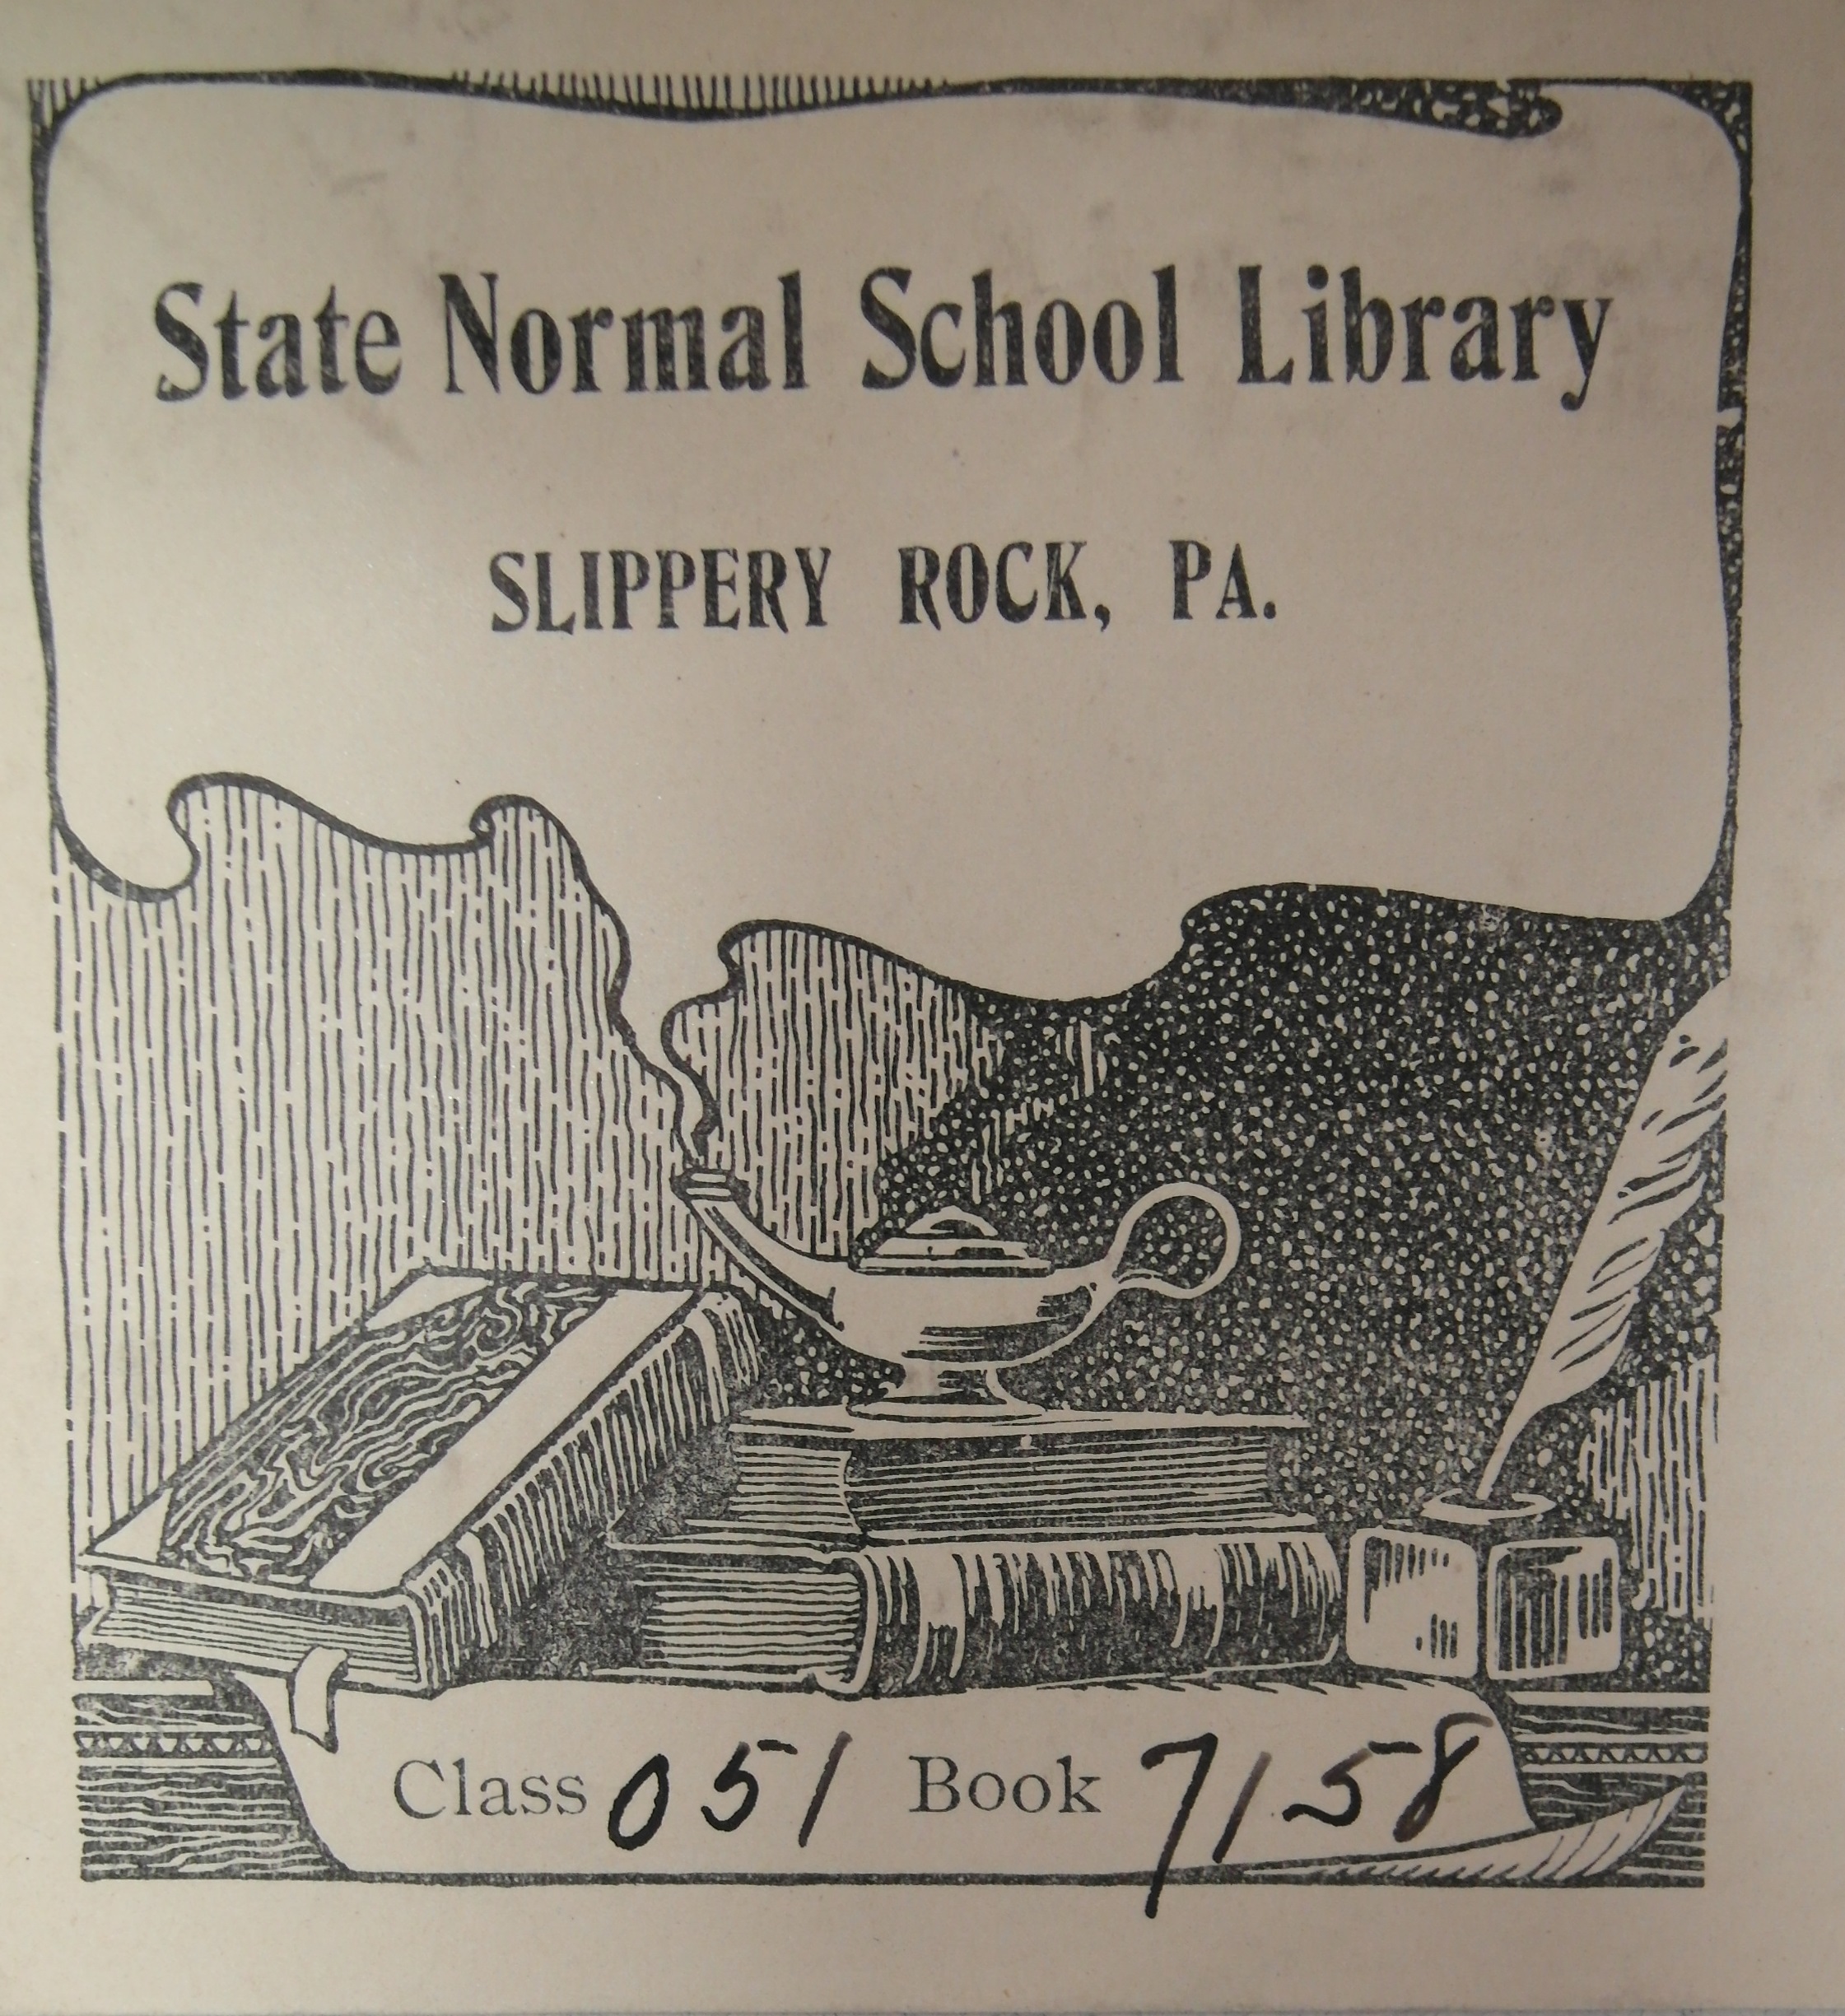 State Normal School Library
SLIPPERY ROCK, PA.
Class 051 Book 7158